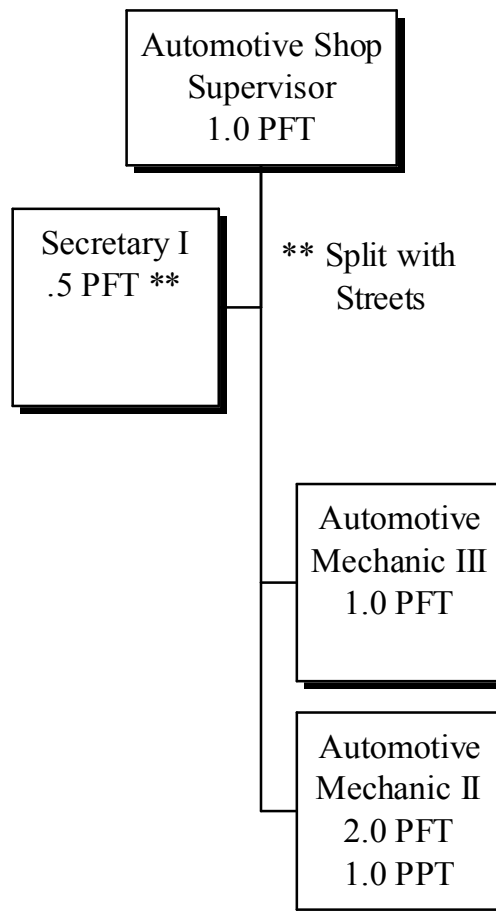 Automotive Shop
Supervisor
1.0 PFT
Secretary I
.5 PFT **
** Split with
Streets
Automotive
Mechanic III
1.0 PFT
Automotive
Mechanic II
2.0 PFT
1.0 PPT